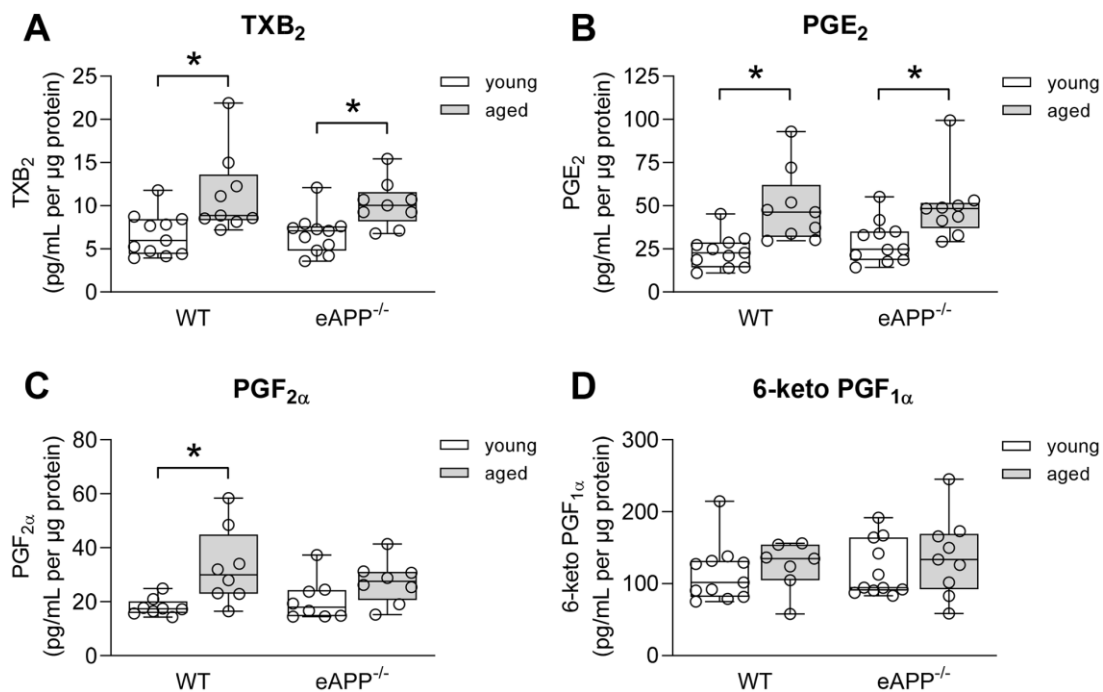 A
TXB₂
TXB₂
(pg/mL per µg protein)
25
20
15
10
5
0
*
*
WT
eAPP⁻/⁻
young
aged
B
PGE₂
PGE₂
(pg/mL per µg protein)
125
100
75
50
25
0
*
*
WT
eAPP⁻/⁻
young
aged
C
PGF₂α
PGF₂α
(pg/mL per µg protein)
80
60
40
20
0
*
WT
eAPP⁻/⁻
young
aged
D
6-keto PGF₁α
6-keto PGF₁α
(pg/mL per µg protein)
300
200
150
100
50
0
WT
eAPP⁻/⁻
young
aged